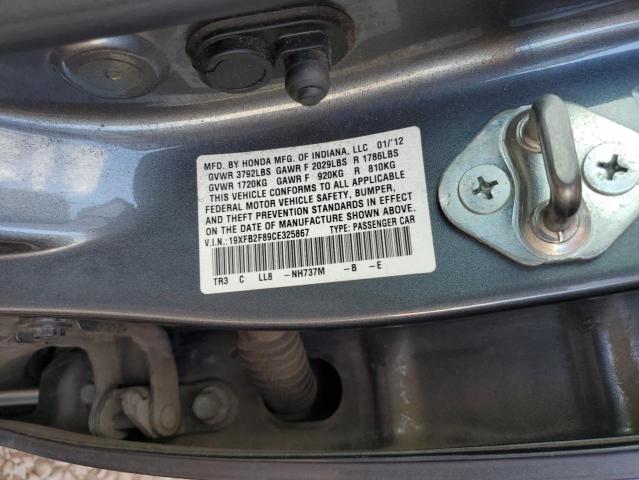 MFD. BY HONDA MFG. OF INDIANA, LLC 01/'12
GVWR 3792LBS GAWR F 2029LBS R 1786LBS
GVWR 1720KG GAWR F 920KG R 810KG
THIS VEHICLE CONFORMS TO ALL APPLICABLE
FEDERAL MOTOR VEHICLE SAFETY, BUMPER,
AND THEFT PREVENTION STANDARDS IN EFFECT
ON THE DATE OF MANUFACTURE SHOWN ABOVE.
V.I.N.: 19XFB2F89CE325867 TYPE: PASSENGER CAR
TR3 C LL8 -NH737M -B -E